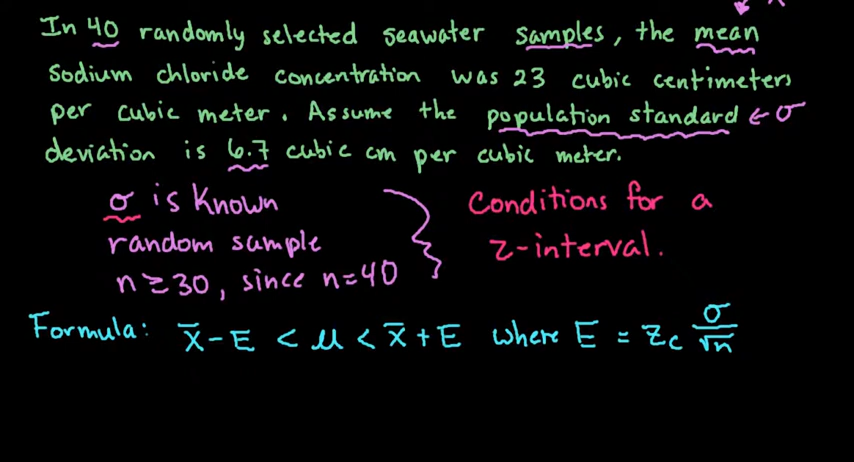 In 40 randomly selected seawater samples, the mean
sodium chloride concentration was 23 cubic centimeters
per cubic meter. Assume the population standard ← σ
deviation is 6.7 cubic cm per cubic meter.
σ is known
random sample
n ≥ 30, since n = 40
Conditions for a
z-interval.
Formula: x̄ - E < μ < x̄ + E where E = z_c σ/√n